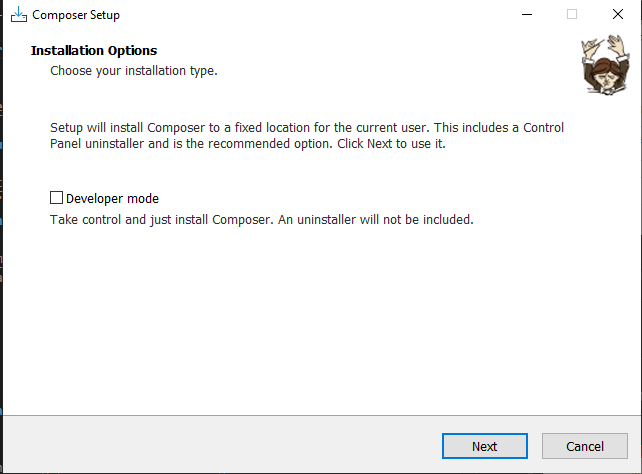 Composer Setup
Installation Options
Choose your installation type.
Setup will install Composer to a fixed location for the current user. This includes a Control
Panel uninstaller and is the recommended option. Click Next to use it.
Developer mode
Take control and just install Composer. An uninstaller will not be included.
Next
Cancel